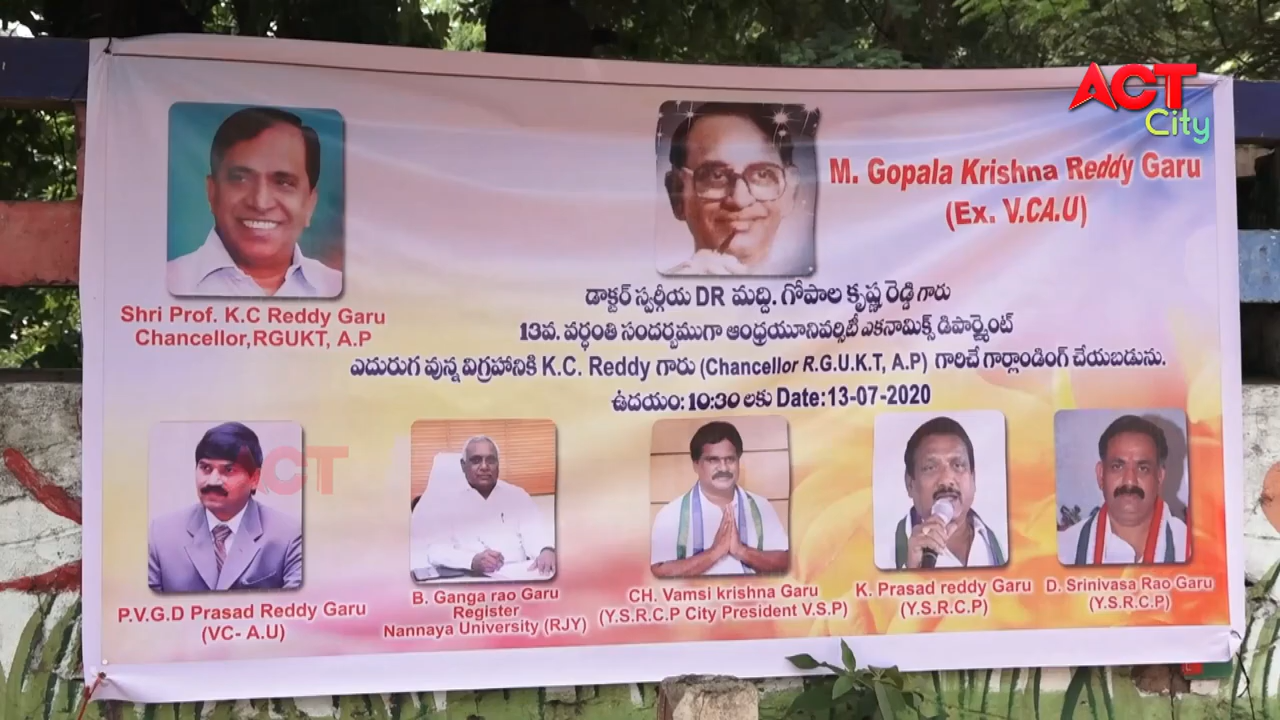 ACT
City
M. Gopala Krishna Reddy Garu
(Ex. V.CA.U)
Shri Prof. K.C Reddy Garu
Chancellor,RGUKT, A.P
డాక్టర్ స్వర్గీయ DR మద్ది. గోపాల కృష్ణ రెడ్డి గారు
13వ. వర్ధంతి సందర్భముగా ఆంధ్రయూనివర్సిటీ ఎకనామిక్స్ డిపార్ట్మెంట్
ఎదురుగ వున్న విగ్రహానికి K.C. Reddy గారు (Chancellor R.G.U.K.T, A.P) గారిచే గార్లాండింగ్ చేయబడును.
ఉదయం: 10:30 లకు Date:13-07-2020
ACT
P.V.G.D Prasad Reddy Garu
(VC- A.U)
B. Ganga rao Garu
Register
Nannaya University (RJY)
CH. Vamsi krishna Garu
(Y.S.R.C.P City President V.S.P)
K. Prasad reddy Garu
(Y.S.R.C.P)
D. Srinivasa Rao Garu
(Y.S.R.C.P)